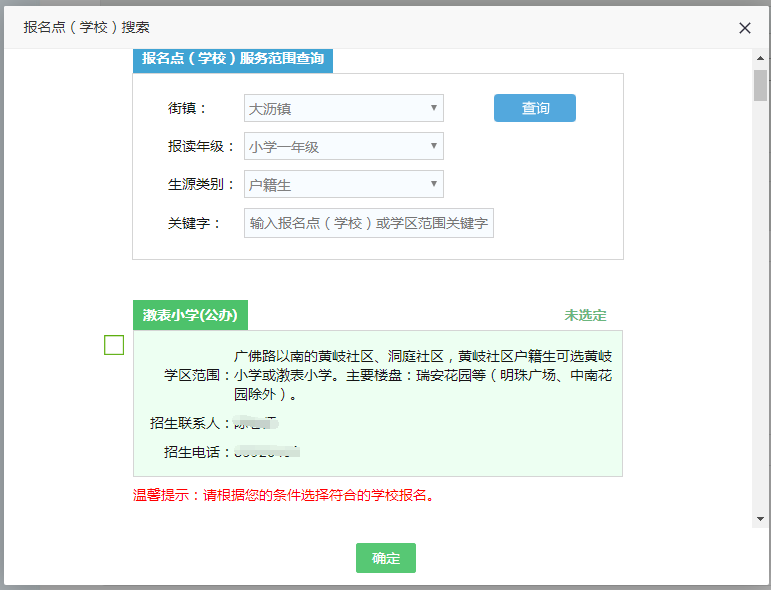 报名点（学校）搜索
报名点（学校）服务范围查询
街镇：
大沥镇
查询
报读年级：
小学一年级
生源类别：
户籍生
关键字：
输入报名点（学校）或学区范围关键字
漖表小学(公办)
未选定
学区范围：
广佛路以南的黄岐社区、洞庭社区，黄岐社区户籍生可选黄岐
小学或漖表小学。主要楼盘：瑞安花园等（明珠广场、中南花
园除外）。
招生联系人：
招生电话：
温馨提示：请根据您的条件选择符合的学校报名。
确定